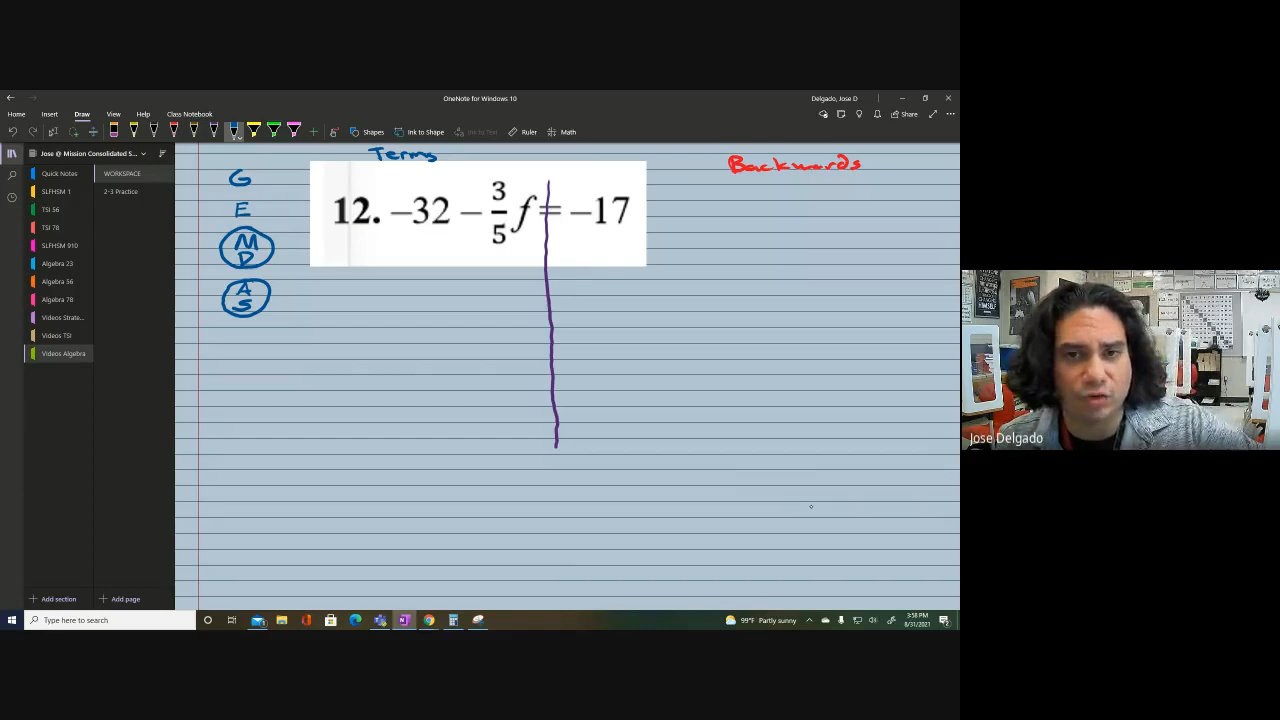 OneNote for Windows 10
Delgado, Jose D
Home Insert Draw View Help Class Notebook
Share
Shapes Ink to Shape Ink to Text Ruler Math
Jose @ Mission Consolidated S...
Quick Notes
SLFHSM 1
TSI 56
TSI 78
SLFHSM 910
Algebra 23
Algebra 56
Algebra 78
Videos Strate...
Videos TSI
Videos Algebra
WORKSPACE
2-3 Practice
Add section
Add page
G
E
M
D
A
S
Terms
Backwards
12. −32 − 3/5 f = −17
Jose Delgado
Type here to search
99°F Partly sunny
3:58 PM
8/31/2021